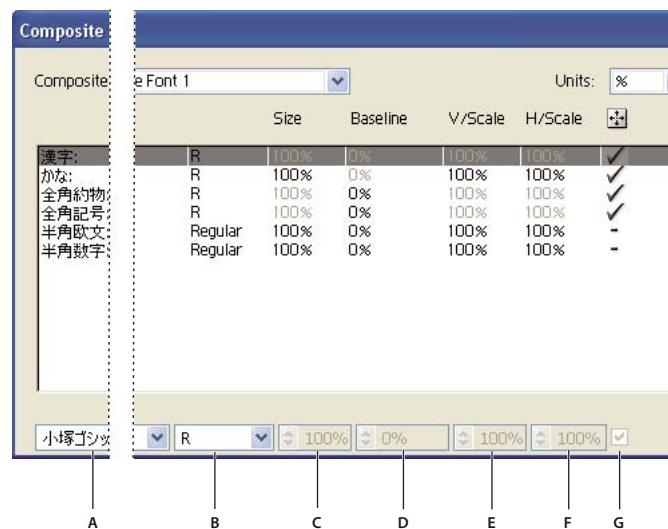 Composite
Composite e Font 1 Units: %
Size Baseline V/Scale H/Scale
漢字: R 100% 0% 100% 100%
かな: R 100% 0% 100% 100%
全角約物: R 100% 0% 100% 100%
全角記号: R 100% 0% 100% 100%
半角欧文: Regular 100% 0% 100% 100% -
半角数字: Regular 100% 0% 100% 100% -
小塚ゴシッ R 100% 0% 100% 100%
A B C D E F G